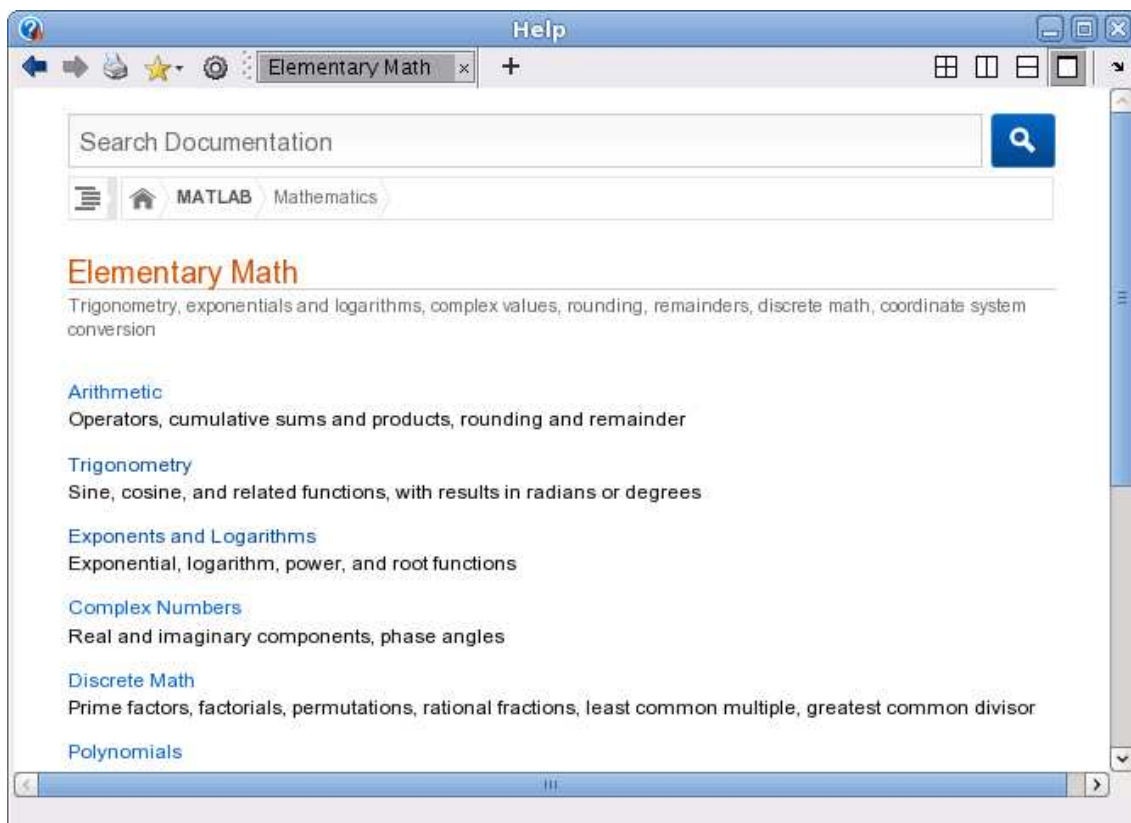 Help
Elementary Math
Search Documentation
MATLAB Mathematics
Elementary Math
Trigonometry, exponentials and logarithms, complex values, rounding, remainders, discrete math, coordinate system
conversion
Arithmetic
Operators, cumulative sums and products, rounding and remainder
Trigonometry
Sine, cosine, and related functions, with results in radians or degrees
Exponents and Logarithms
Exponential, logarithm, power, and root functions
Complex Numbers
Real and imaginary components, phase angles
Discrete Math
Prime factors, factorials, permutations, rational fractions, least common multiple, greatest common divisor
Polynomials